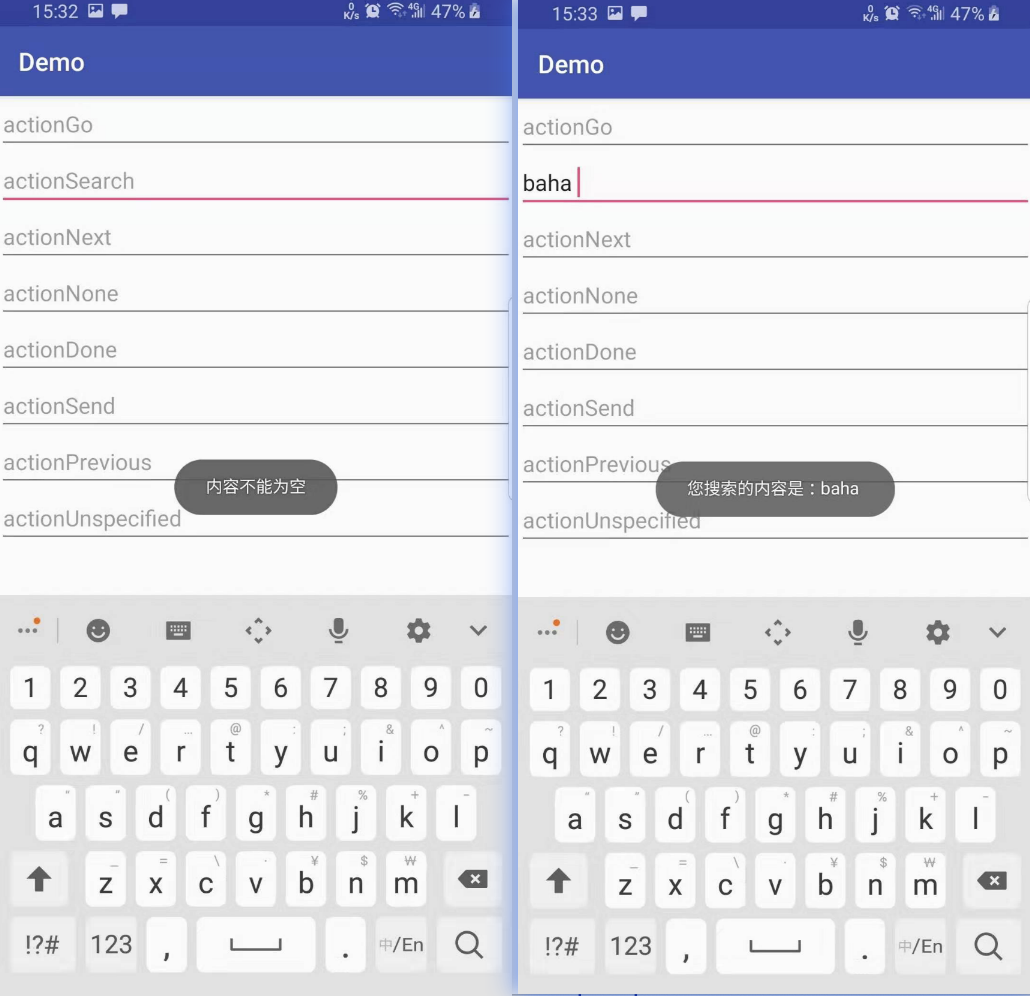 15:32 0 K/s 4G 47%
Demo
actionGo
actionSearch
actionNext
actionNone
actionDone
actionSend
actionPrevious
内容不能为空
actionUnspecified
1 2 3 4 5 6 7 8 9 0
? ! / ... @ : ; & ^ ~
q w e r t y u i o p
" " ( ) * # % + -
a s d f g h j k l
_ = \ · ¥ $ ₩
z x c v b n m
!?# 123 , . 中/En
15:33 0 K/s 4G 47%
Demo
actionGo
baha
actionNext
actionNone
actionDone
actionSend
actionPrevious
您搜索的内容是：baha
actionUnspecified
1 2 3 4 5 6 7 8 9 0
? ! / ... @ : ; & ^ ~
q w e r t y u i o p
" " ( ) * # % + -
a s d f g h j k l
_ = \ · ¥ $ ₩
z x c v b n m
!?# 123 , . 中/En